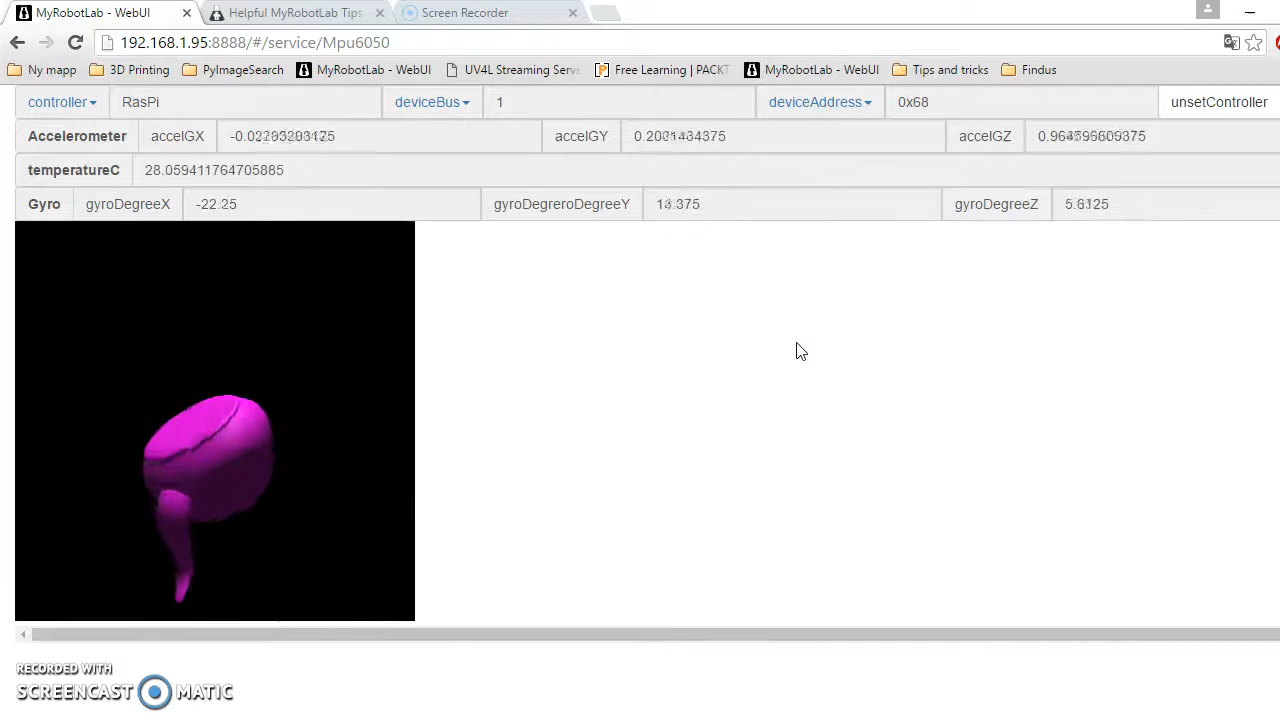 MyRobotLab - WebUI
Helpful MyRobotLab Tips
Screen Recorder
192.168.1.95:8888/#/service/Mpu6050
Ny mapp 3D Printing PyImageSearch MyRobotLab - WebUI UV4L Streaming Serve Free Learning | PACKT MyRobotLab - WebUI Tips and tricks Findus
controller RasPi deviceBus 1 deviceAddress 0x68 unsetController
Accelerometer accelGX accelGY accelGZ
temperatureC 28.059411764705885
Gyro gyroDegreeX -22.25 gyroDegreroDegreeY gyroDegreeZ
RECORDED WITH
SCREENCAST MATIC